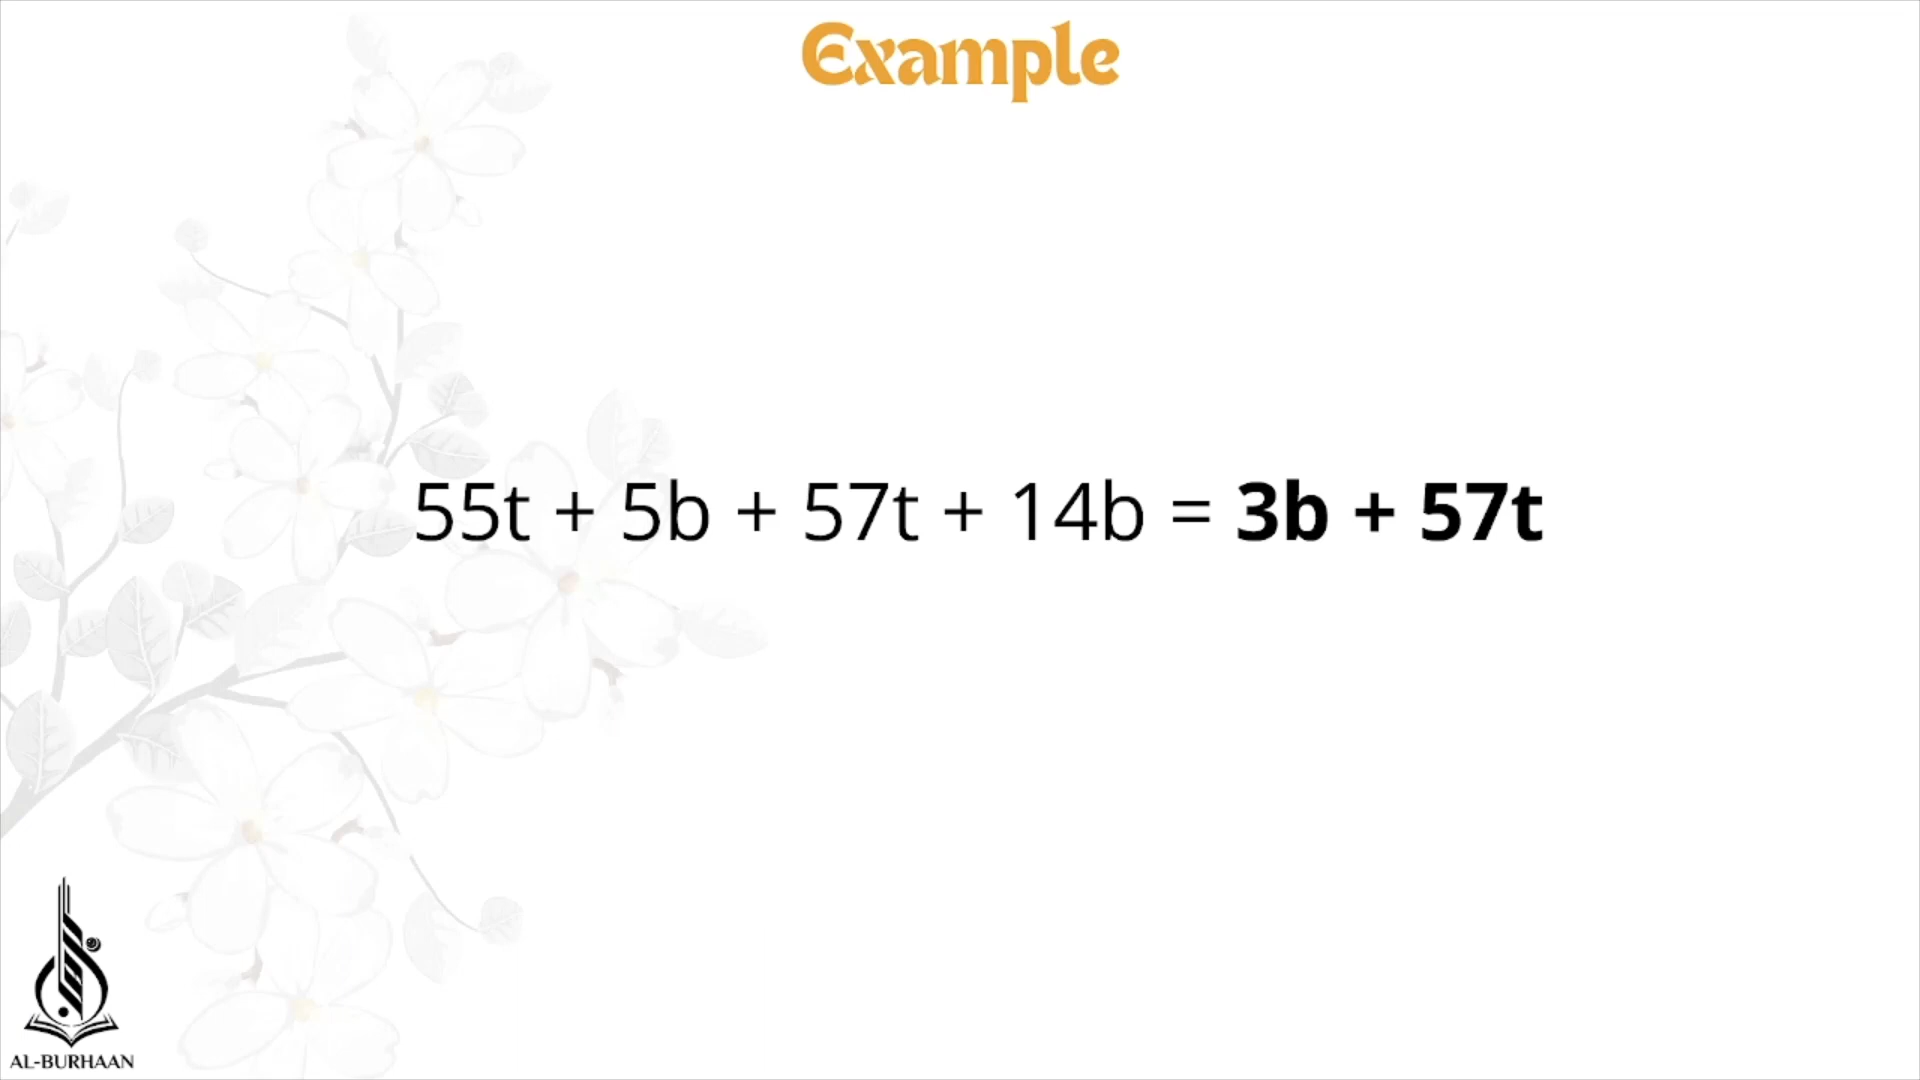 Example
55t + 5b + 57t + 14b = 3b + 57t
AL-BURHAAN